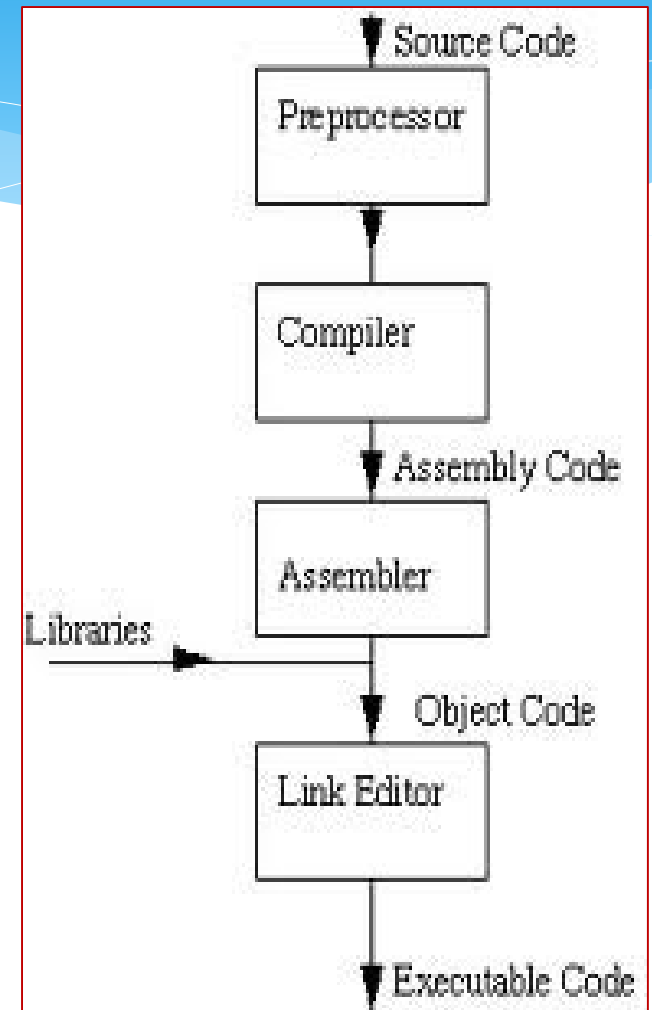 Source Code
Preprocessor
Compiler
Assembly Code
Assembler
Libraries
Object Code
Link Editor
Executable Code